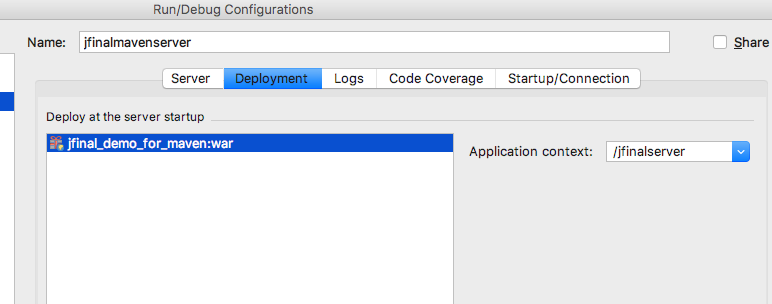 Run/Debug Configurations
Name: jfinalmavenserver Share
Server Deployment Logs Code Coverage Startup/Connection
Deploy at the server startup
jfinal_demo_for_maven:war
Application context: /jfinalserver